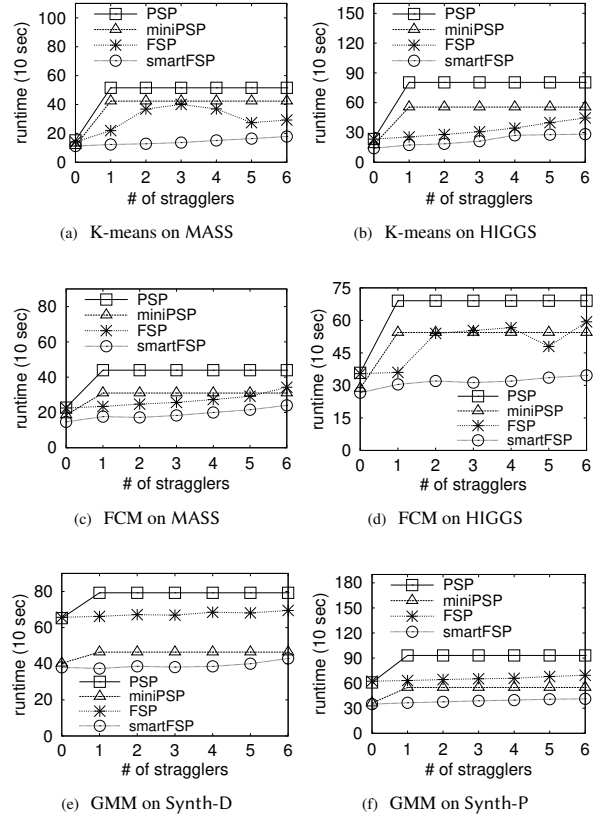 PSP
miniPSP
FSP
smartFSP
100
80
60
40
20
0
runtime (10 sec)
0 1 2 3 4 5 6
# of stragglers
(a) K-means on MASS
PSP
miniPSP
FSP
smartFSP
150
120
90
60
30
0
runtime (10 sec)
0 1 2 3 4 5 6
# of stragglers
(b) K-means on HIGGS
PSP
miniPSP
FSP
smartFSP
80
60
40
20
0
runtime (10 sec)
0 1 2 3 4 5 6
# of stragglers
(c) FCM on MASS
75
60
45
30
15
0
runtime (10 sec)
PSP
miniPSP
FSP
smartFSP
0 1 2 3 4 5 6
# of stragglers
(d) FCM on HIGGS
80
60
40
20
0
runtime (10 sec)
PSP
miniPSP
FSP
smartFSP
0 1 2 3 4 5 6
# of stragglers
(e) GMM on Synth-D
PSP
miniPSP
FSP
smartFSP
180
150
120
90
60
30
0
runtime (10 sec)
0 1 2 3 4 5 6
# of stragglers
(f) GMM on Synth-P